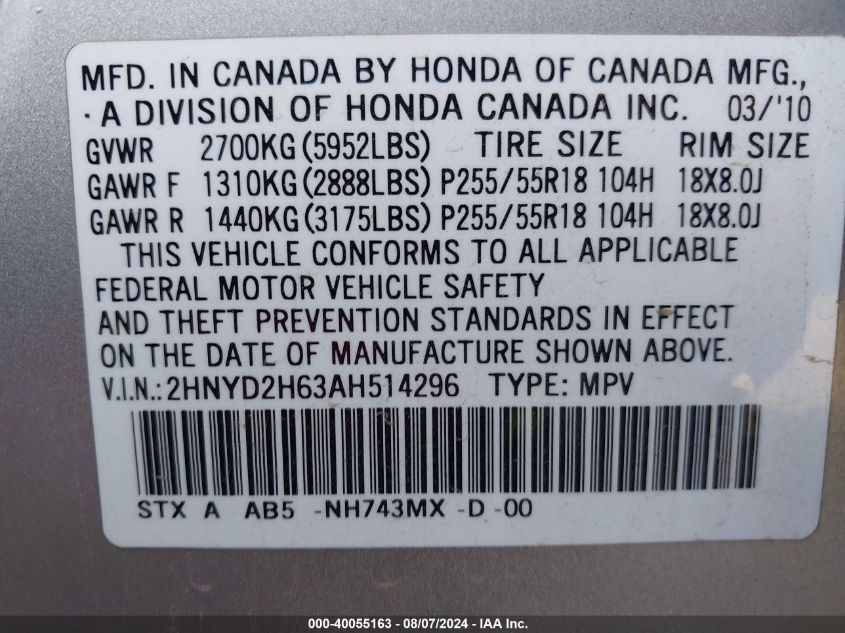 MFD. IN CANADA BY HONDA OF CANADA MFG.,
· A DIVISION OF HONDA CANADA INC. 03/'10
GVWR 2700KG (5952LBS) TIRE SIZE RIM SIZE
GAWR F 1310KG (2888LBS) P255/55R18 104H 18X8.0J
GAWR R 1440KG (3175LBS) P255/55R18 104H 18X8.0J
THIS VEHICLE CONFORMS TO ALL APPLICABLE
FEDERAL MOTOR VEHICLE SAFETY
AND THEFT PREVENTION STANDARDS IN EFFECT
ON THE DATE OF MANUFACTURE SHOWN ABOVE.
V.I.N.: 2HNYD2H63AH514296 TYPE: MPV
STX A AB5 -NH743MX -D -00
000-40055163 - 08/07/2024 - IAA Inc.